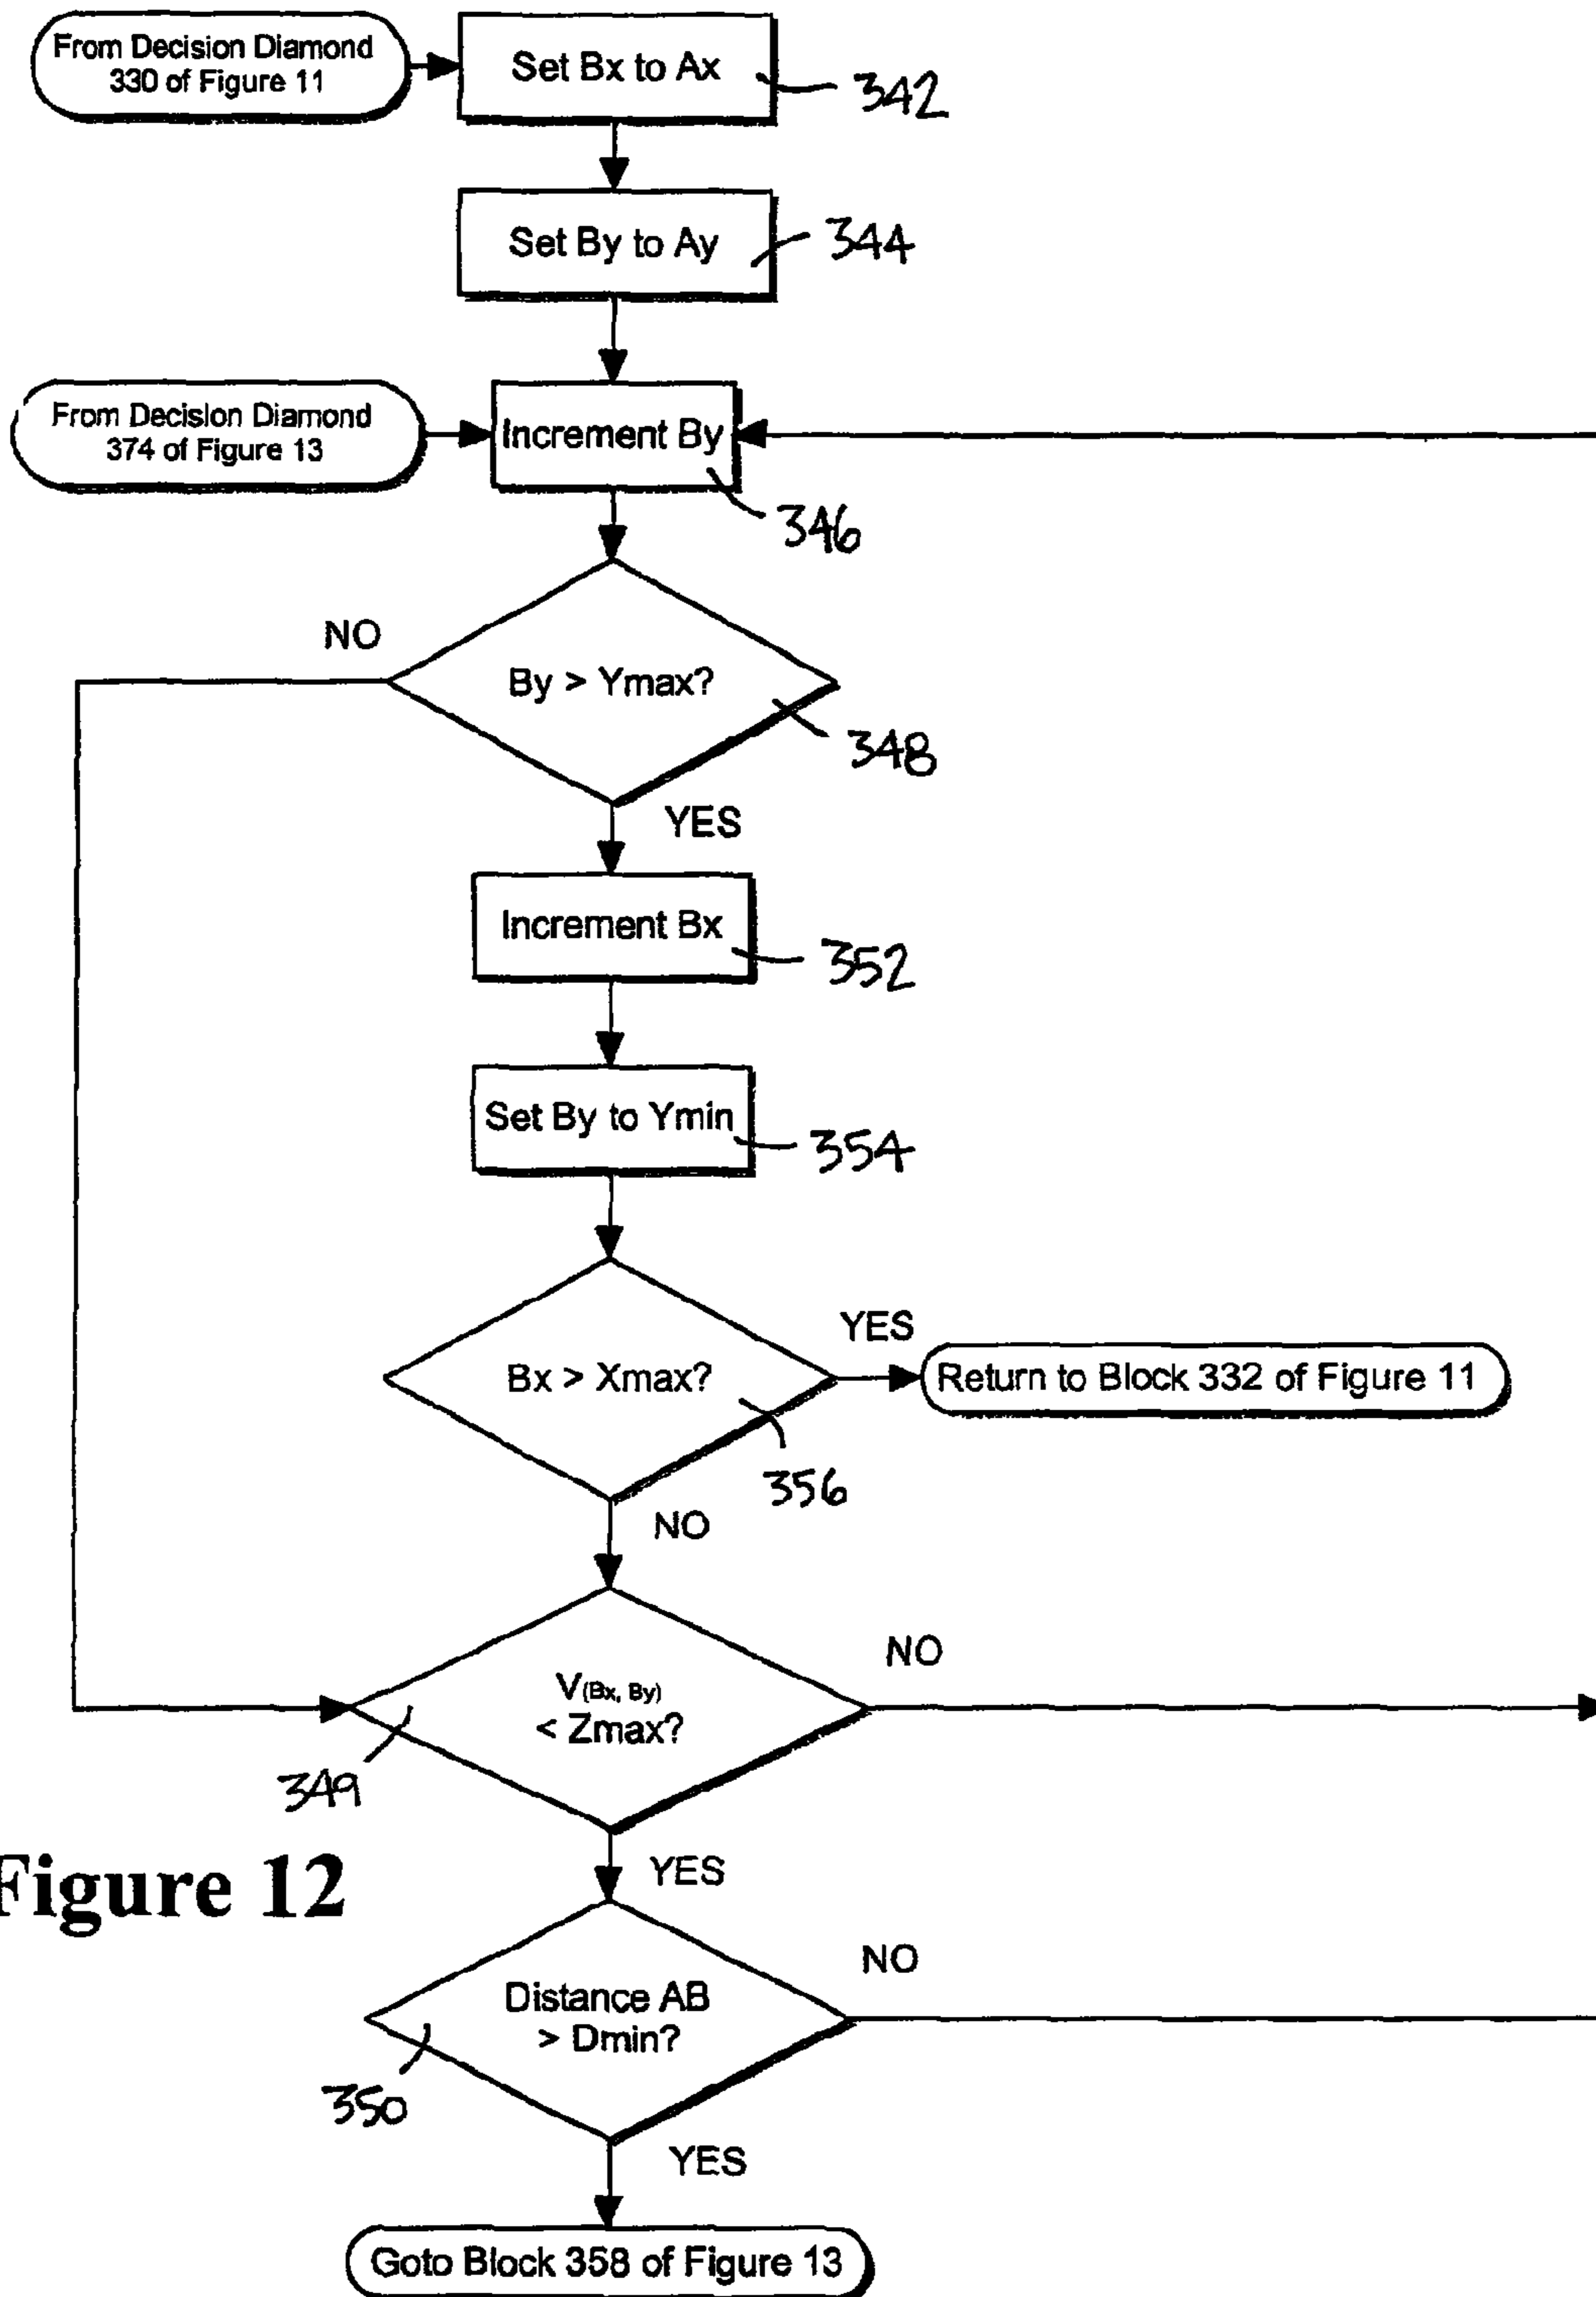 From Decision Diamond
330 of Figure 11
Set Bx to Ax
342
Set By to Ay
344
From Decision Diamond
374 of Figure 13
Increment By
346
NO
By > Ymax?
348
YES
Increment Bx
352
Set By to Ymin
354
Bx > Xmax?
YES
Return to Block 332 of Figure 11
356
NO
V(Bx, By)
< Zmax?
NO
349
YES
Figure 12
Distance AB
> Dmin?
NO
350
YES
Goto Block 358 of Figure 13